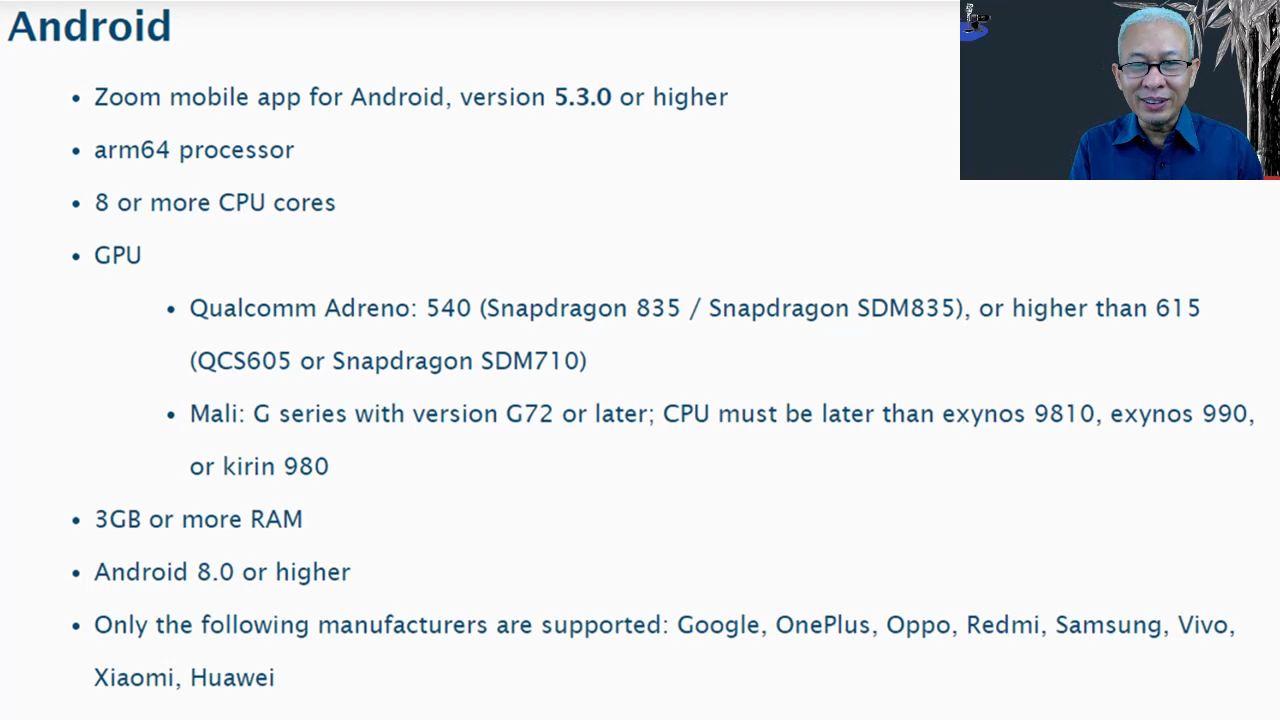 Android
• Zoom mobile app for Android, version 5.3.0 or higher
• arm64 processor
• 8 or more CPU cores
• GPU
• Qualcomm Adreno: 540 (Snapdragon 835 / Snapdragon SDM835), or higher than 615
(QCS605 or Snapdragon SDM710)
• Mali: G series with version G72 or later; CPU must be later than exynos 9810, exynos 990,
or kirin 980
• 3GB or more RAM
• Android 8.0 or higher
• Only the following manufacturers are supported: Google, OnePlus, Oppo, Redmi, Samsung, Vivo,
Xiaomi, Huawei